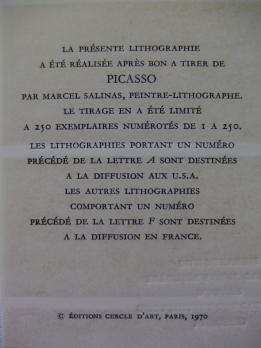 LA PRÉSENTE LITHOGRAPHIE
A ÉTÉ RÉALISÉE APRÈS BON A TIRER DE
PICASSO
PAR MARCEL SALINAS, PEINTRE-LITHOGRAPHE.
LE TIRAGE EN A ÉTÉ LIMITÉ
A 250 EXEMPLAIRES NUMÉROTÉS DE 1 A 250.
LES LITHOGRAPHIES PORTANT UN NUMÉRO
PRÉCÉDÉ DE LA LETTRE A SONT DESTINÉES
A LA DIFFUSION AUX U.S.A.
LES AUTRES LITHOGRAPHIES
COMPORTANT UN NUMÉRO
PRÉCÉDÉ DE LA LETTRE F SONT DESTINÉES
A LA DIFFUSION EN FRANCE.
© ÉDITIONS CERCLE D'ART, PARIS, 1970